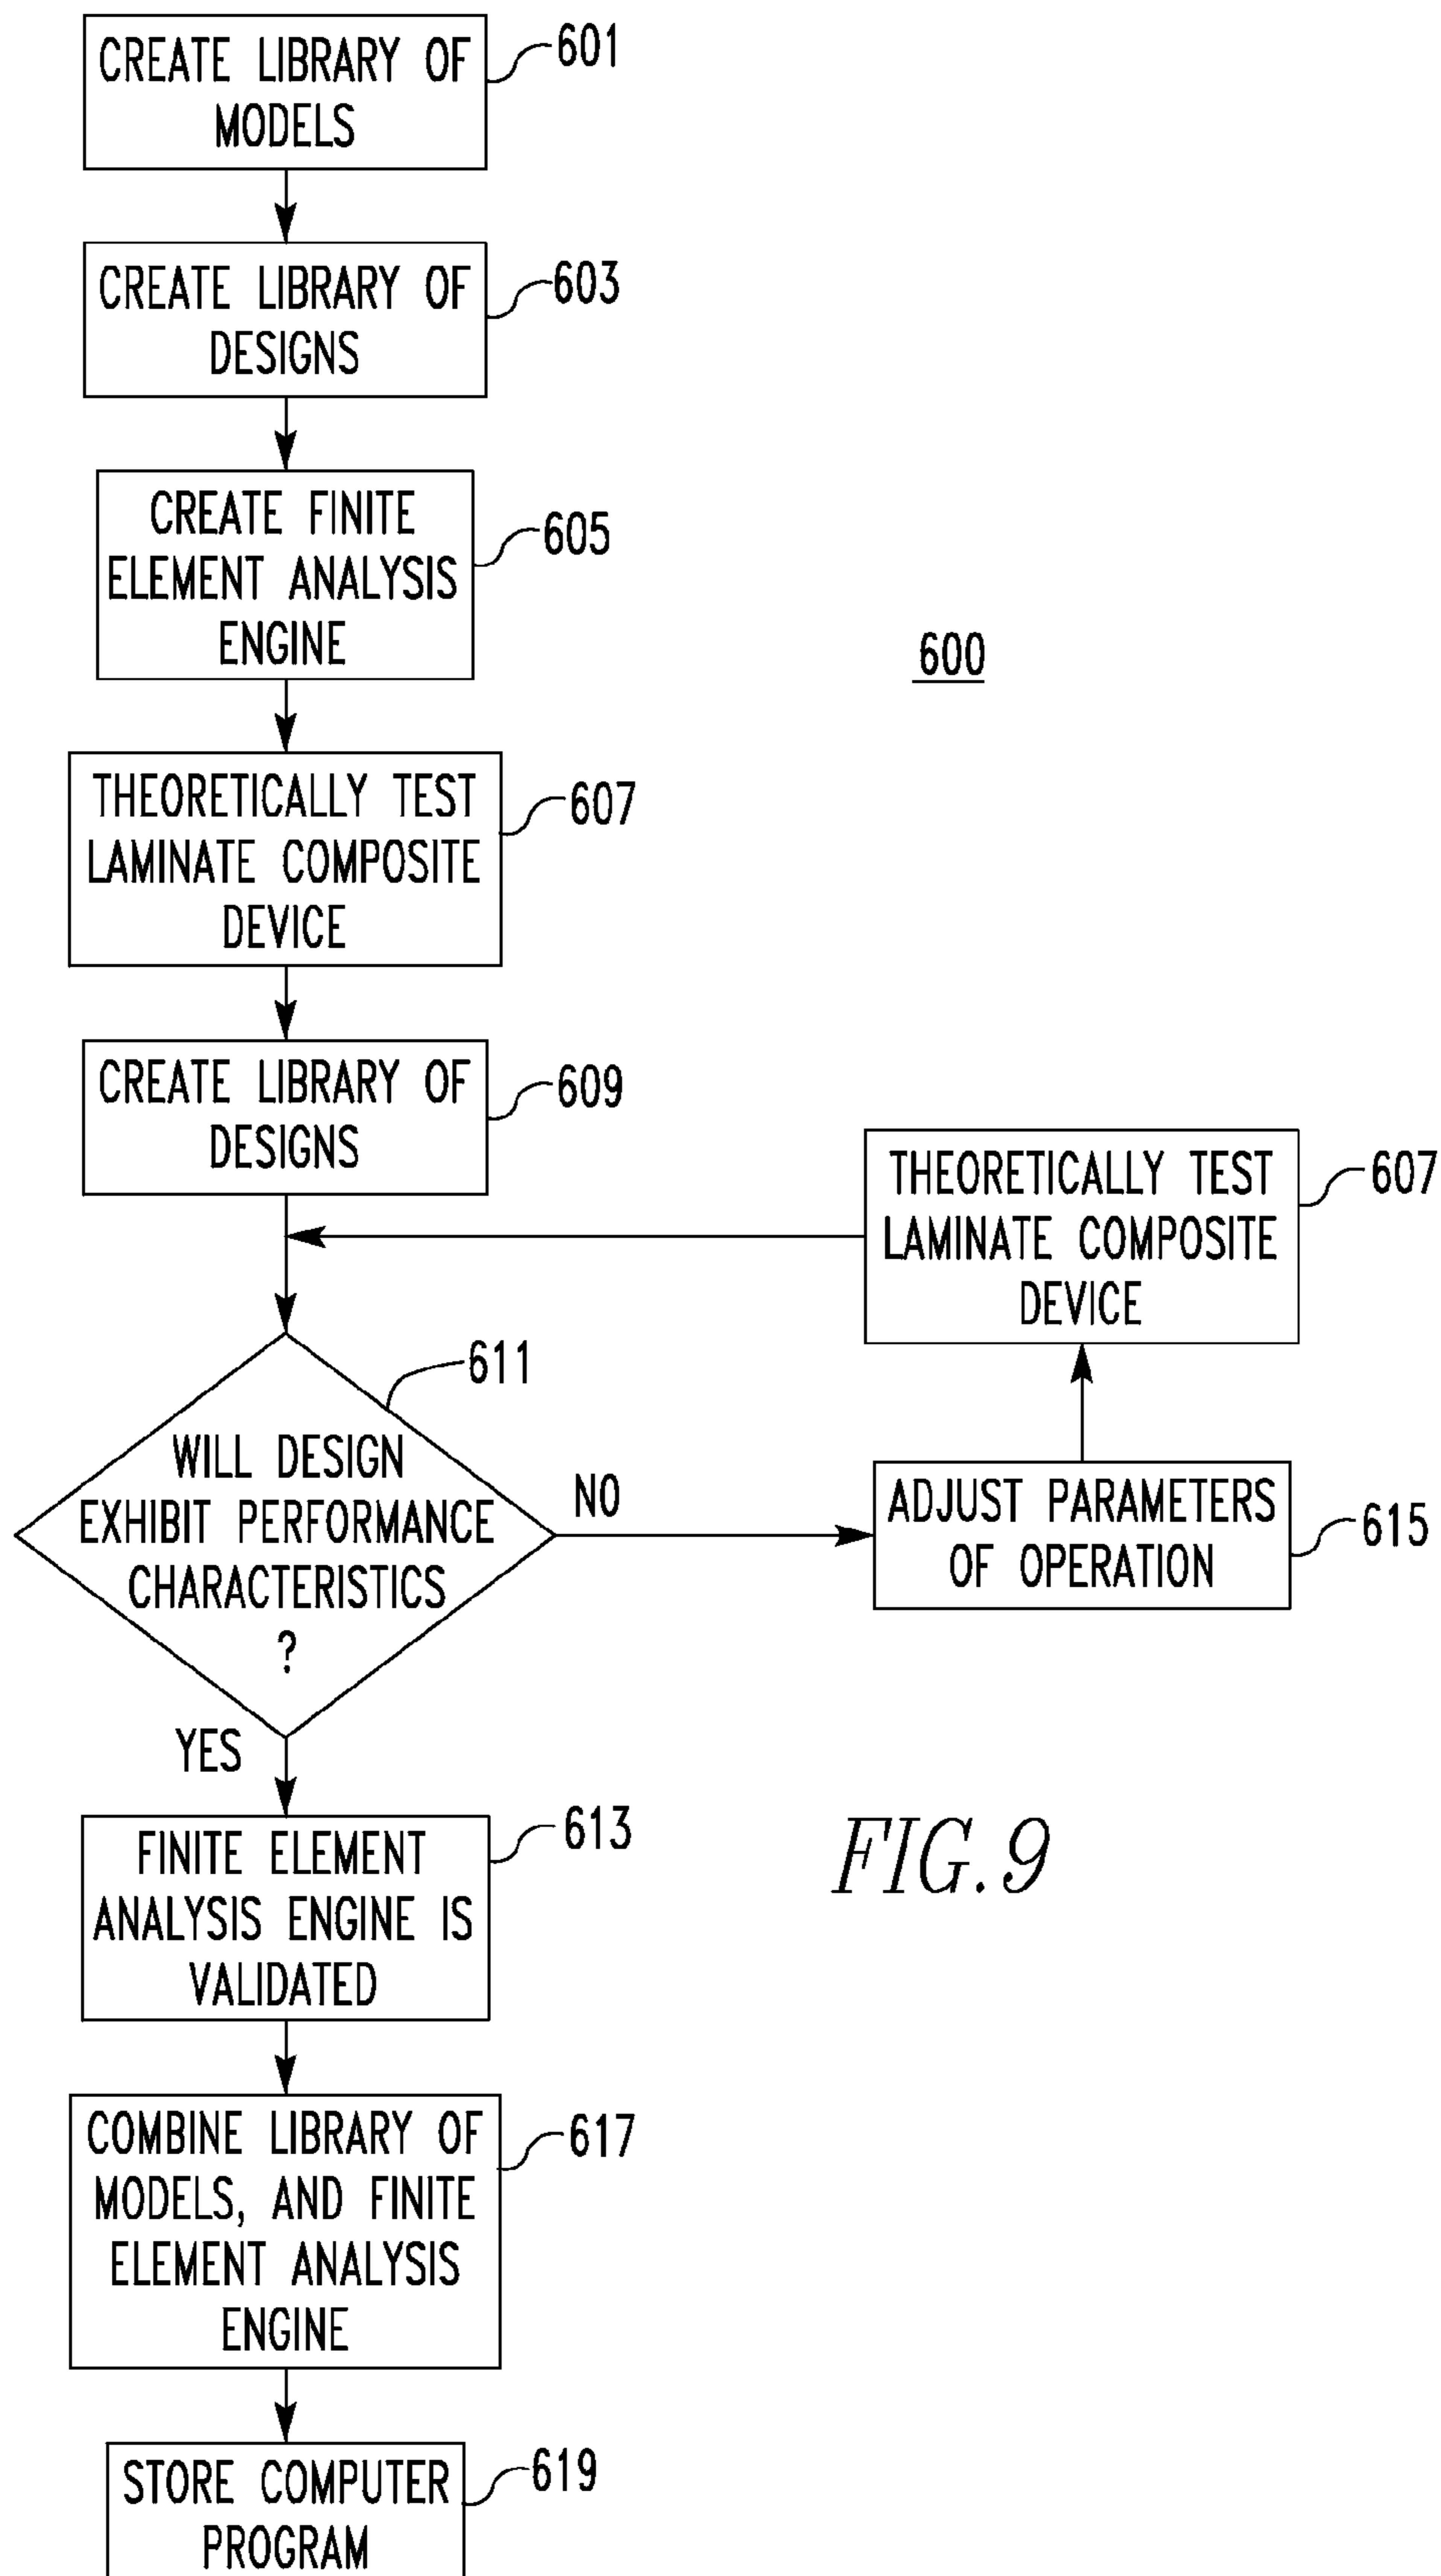 CREATE LIBRARY OF
MODELS
601
CREATE LIBRARY OF
DESIGNS
603
CREATE FINITE
ELEMENT ANALYSIS
ENGINE
605
600
THEORETICALLY TEST
LAMINATE COMPOSITE
DEVICE
607
CREATE LIBRARY OF
DESIGNS
609
THEORETICALLY TEST
LAMINATE COMPOSITE
DEVICE
607
611
WILL DESIGN
EXHIBIT PERFORMANCE
CHARACTERISTICS
?
NO
ADJUST PARAMETERS
OF OPERATION
615
YES
FINITE ELEMENT
ANALYSIS ENGINE IS
VALIDATED
613
FIG. 9
COMBINE LIBRARY OF
MODELS, AND FINITE
ELEMENT ANALYSIS
ENGINE
617
STORE COMPUTER
PROGRAM
619